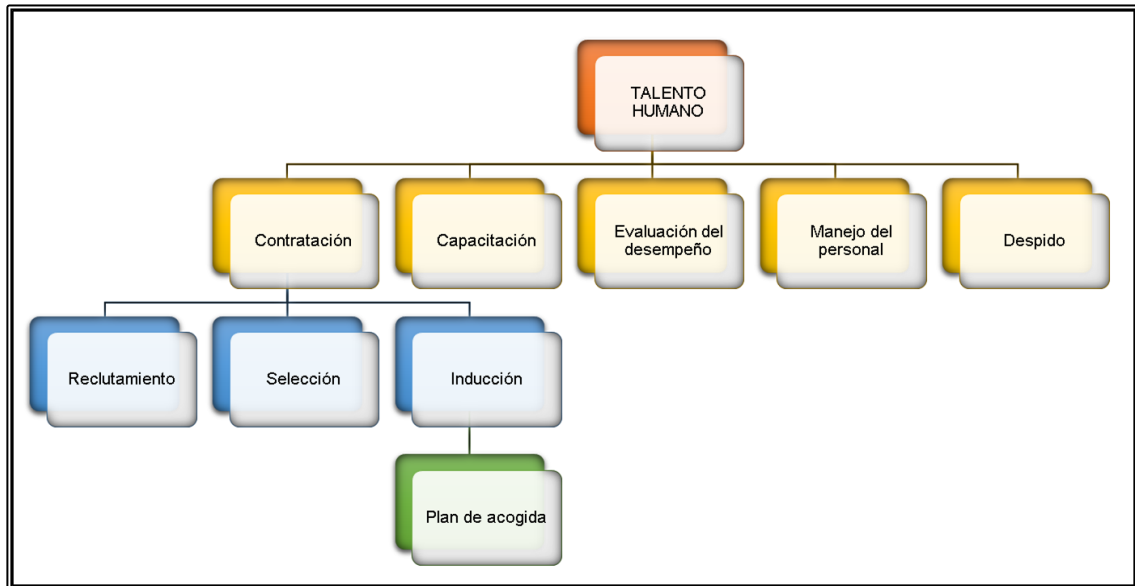 TALENTO
HUMANO
Contratación
Capacitación
Evaluación del
desempeño
Manejo del
personal
Despido
Reclutamiento
Selección
Inducción
Plan de acogida